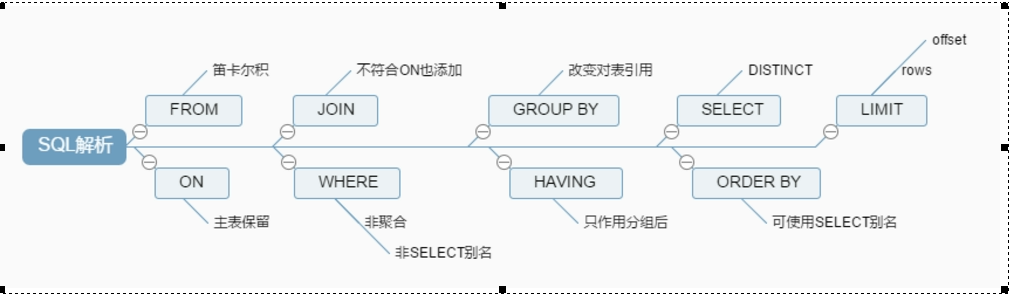 offset
笛卡尔积
不符合ON也添加
改变对表引用
DISTINCT
rows
FROM
JOIN
GROUP BY
SELECT
LIMIT
SQL解析
ON
WHERE
HAVING
ORDER BY
主表保留
非聚合
只作用分组后
可使用SELECT别名
非SELECT别名